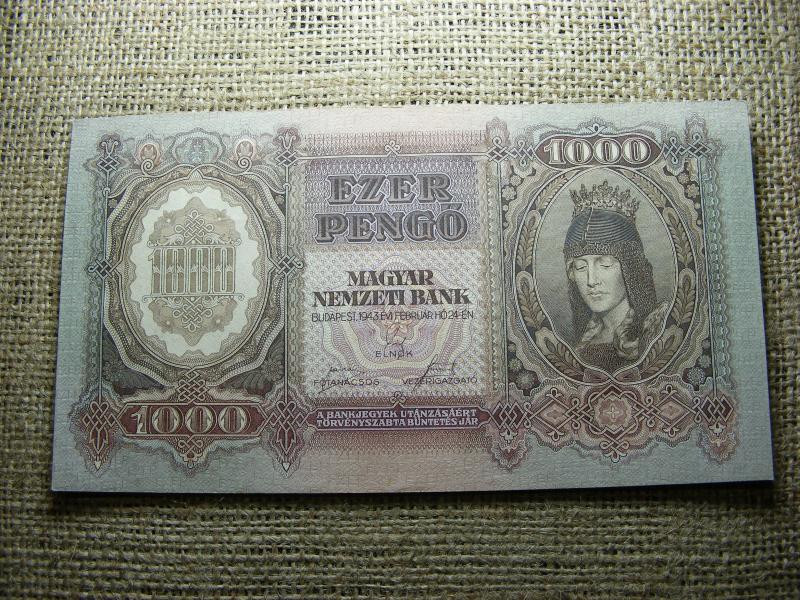 1000
1000
EZER
PENGŐ
MAGYAR
NEMZETI BANK
BUDAPEST, 1943. ÉVI FEBRUÁR HÓ 24-ÉN
ELNÖK
FŐTANÁCSOS VEZÉRIGAZGATÓ
1000
A BANKJEGYEK UTÁNZÁSÁÉRT
TÖRVÉNYSZABTA BÜNTETÉS JÁR